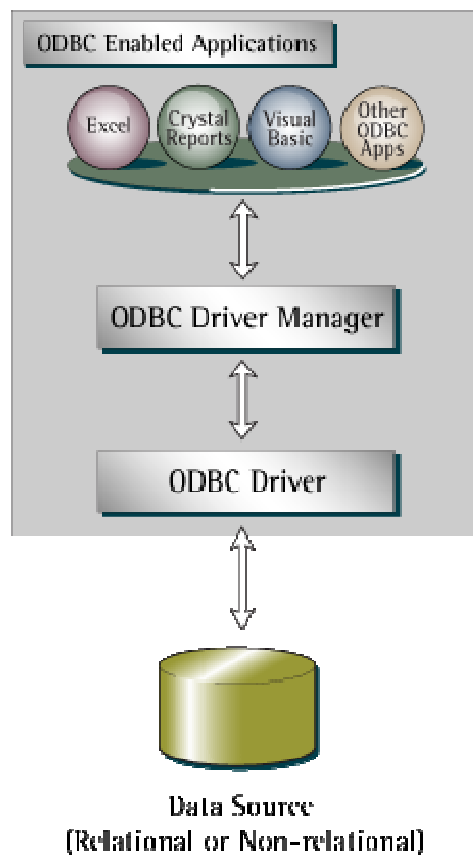 ODBC Enabled Applications
Excel
Crystal
Reports
Visual
Basic
Other
ODBC
Apps
ODBC Driver Manager
ODBC Driver
Data Source
(Relational or Non-relational)